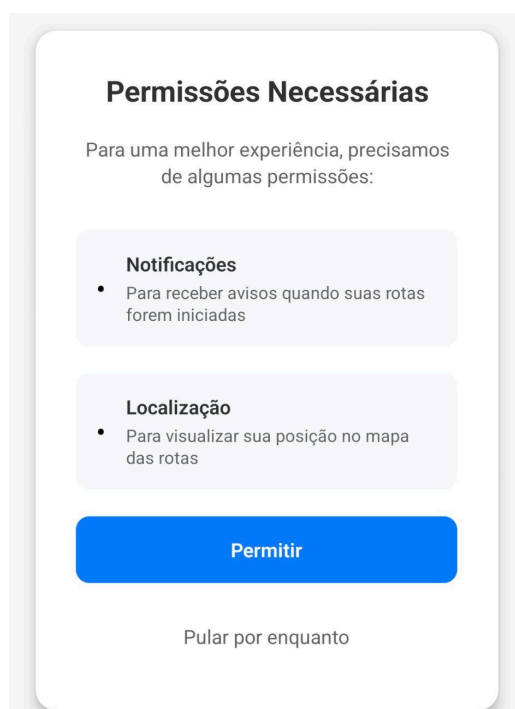 Permissões Necessárias
Para uma melhor experiência, precisamos
de algumas permissões:
Notificações
• Para receber avisos quando suas rotas
forem iniciadas
Localização
• Para visualizar sua posição no mapa
das rotas
Permitir
Pular por enquanto